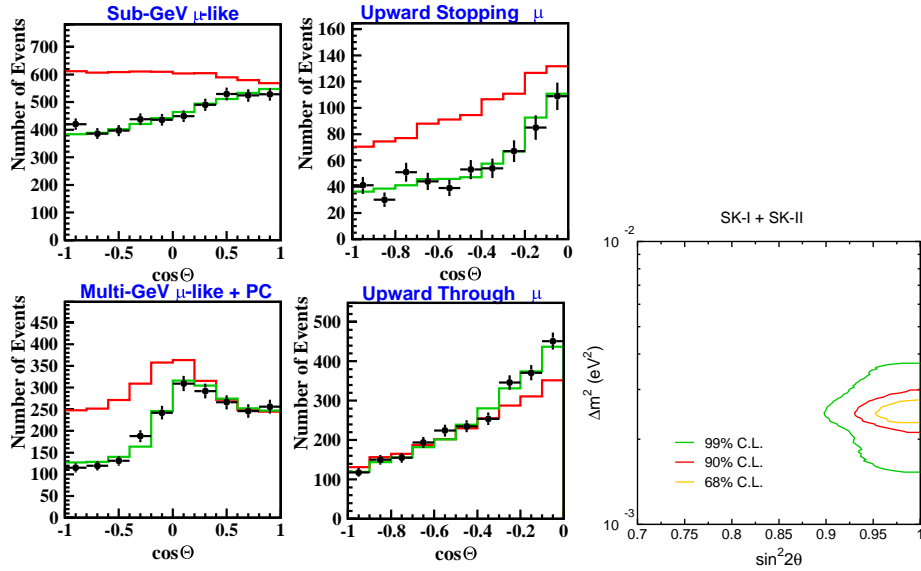 Sub-GeV μ-like
Number of Events
700
600
500
400
300
200
100
0
-1 -0.5 0 0.5 1
cosΘ
Upward Stopping μ
Number of Events
160
140
120
100
80
60
40
20
0
-1 -0.8 -0.6 -0.4 -0.2 0
cosΘ
Multi-GeV μ-like + PC
Number of Events
450
400
350
300
250
200
150
100
50
0
-1 -0.5 0 0.5 1
cosΘ
Upward Through μ
Number of Events
500
400
300
200
100
0
-1 -0.8 -0.6 -0.4 -0.2 0
cosΘ
SK-I + SK-II
Δm² (eV²)
10⁻²
10⁻³
99% C.L.
90% C.L.
68% C.L.
0.7 0.75 0.8 0.85 0.9 0.95 1
sin²2θ